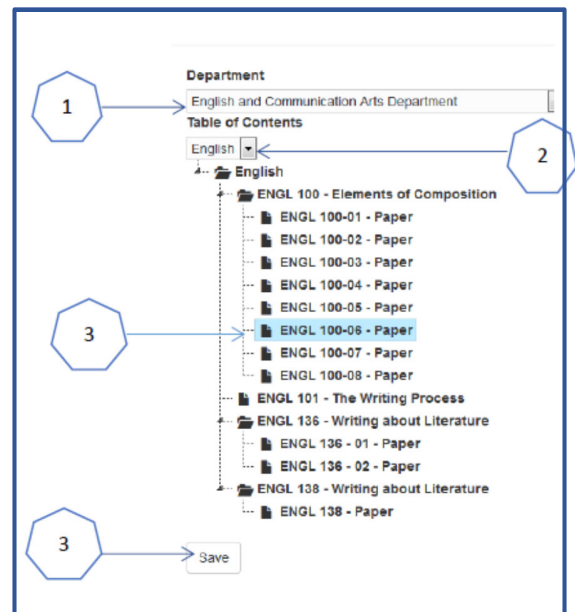 Department
1
English and Communication Arts Department
Table of Contents
English
2
English
ENGL 100 - Elements of Composition
ENGL 100-01 - Paper
ENGL 100-02 - Paper
ENGL 100-03 - Paper
ENGL 100-04 - Paper
ENGL 100-05 - Paper
3
ENGL 100-06 - Paper
ENGL 100-07 - Paper
ENGL 100-08 - Paper
ENGL 101 - The Writing Process
ENGL 136 - Writing about Literature
ENGL 136 - 01 - Paper
ENGL 136 - 02 - Paper
ENGL 138 - Writing about Literature
ENGL 138 - Paper
3
Save